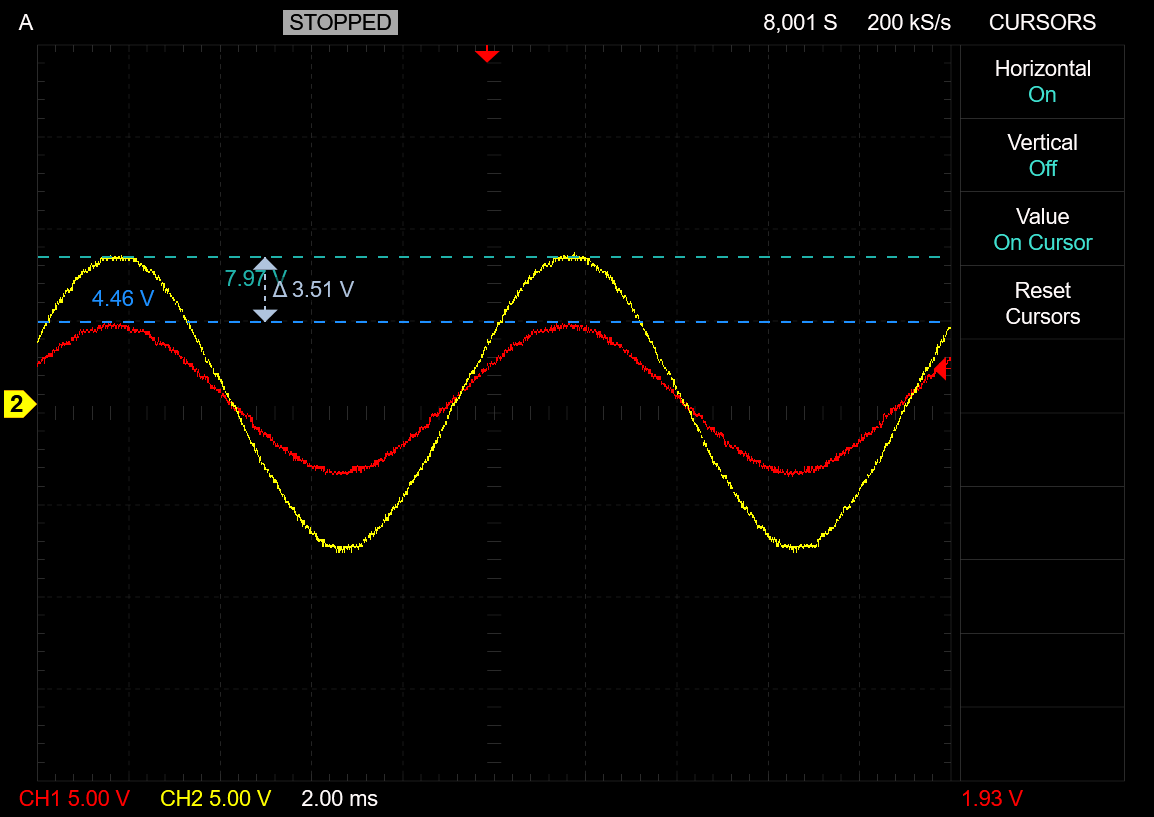 A STOPPED 8,001 S 200 kS/s CURSORS
Horizontal
On
Vertical
Off
Value
On Cursor
Reset
Cursors
7.97 V
Δ 3.51 V
4.46 V
2
CH1 5.00 V CH2 5.00 V 2.00 ms 1.93 V